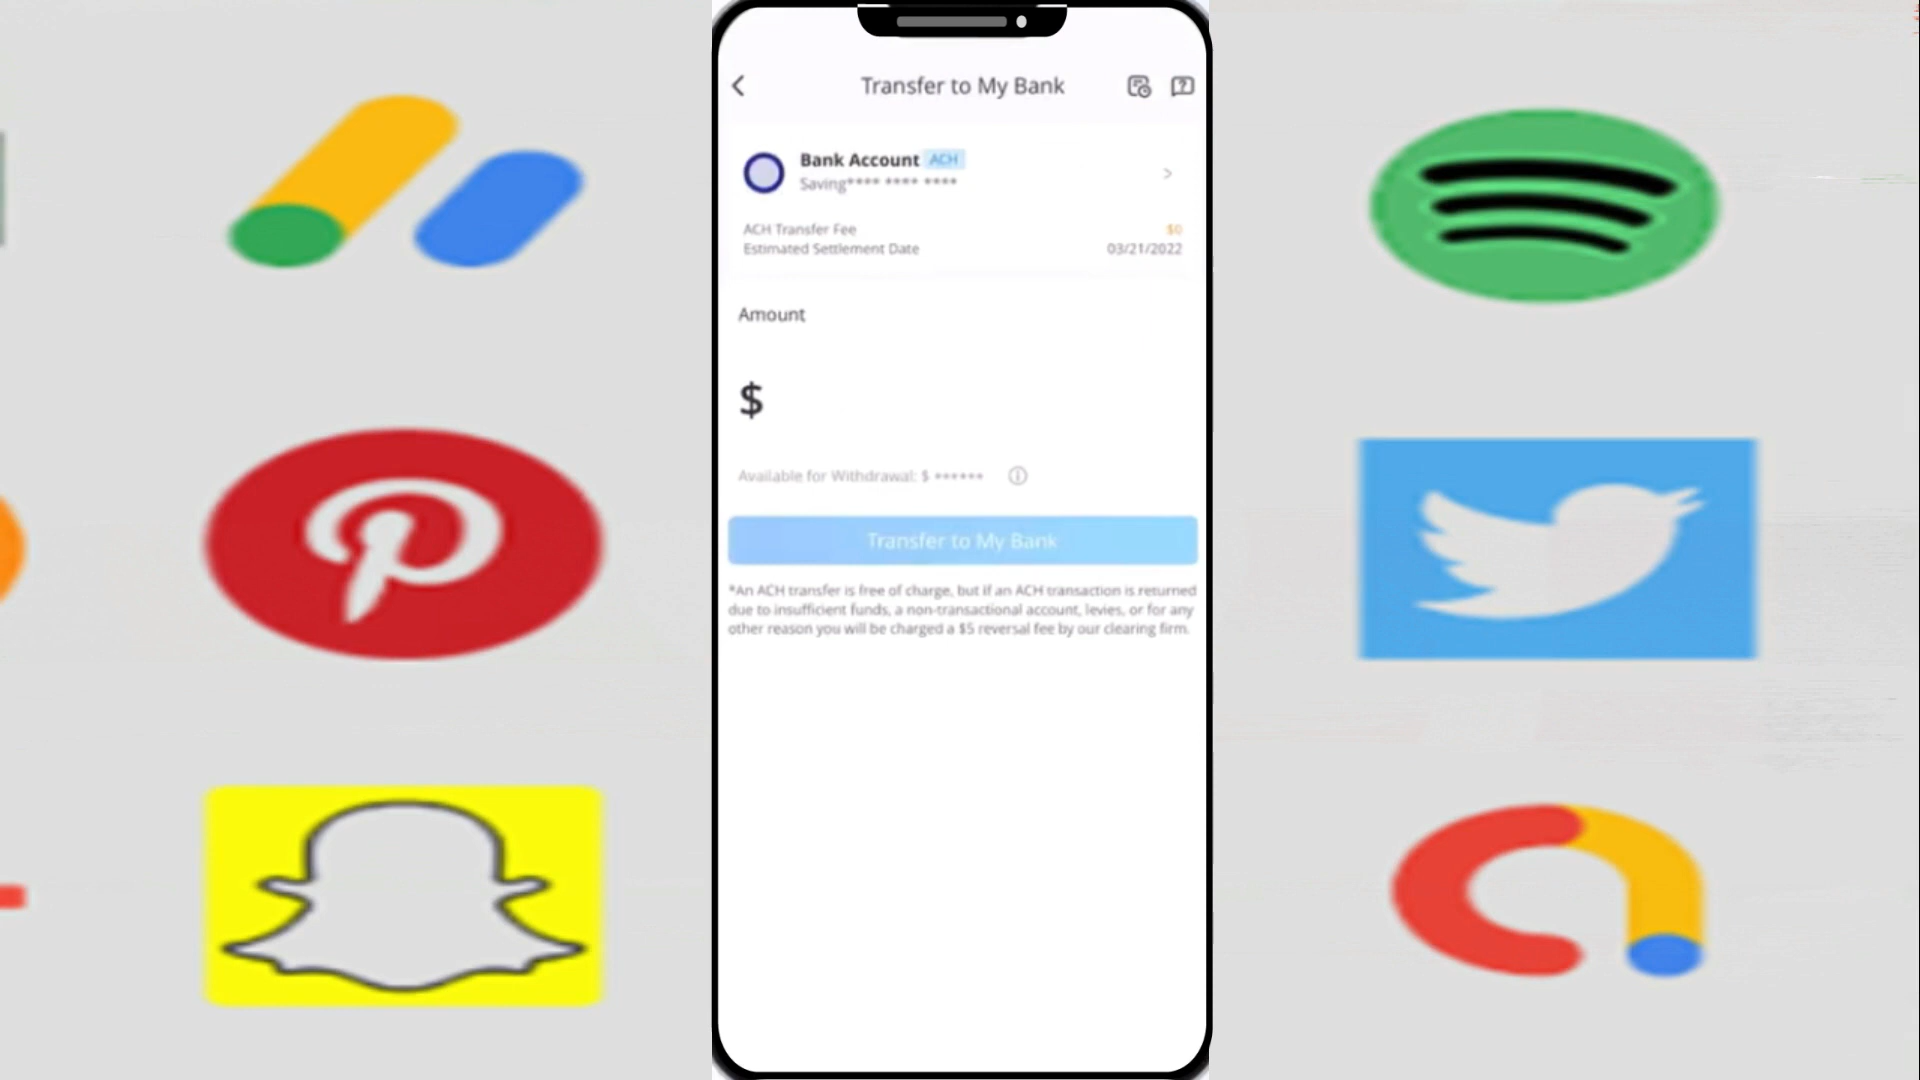 Transfer to My Bank
Bank Account ACH
Saving**** **** ****
ACH Transfer Fee $0
Estimated Settlement Date 03/21/2022
Amount
$
Available for Withdrawal: $ ******
Transfer to My Bank
*An ACH transfer is free of charge, but if an ACH transaction is returned
due to insufficient funds, a non-transactional account, levies, or for any
other reason you will be charged a $5 reversal fee by our clearing firm.